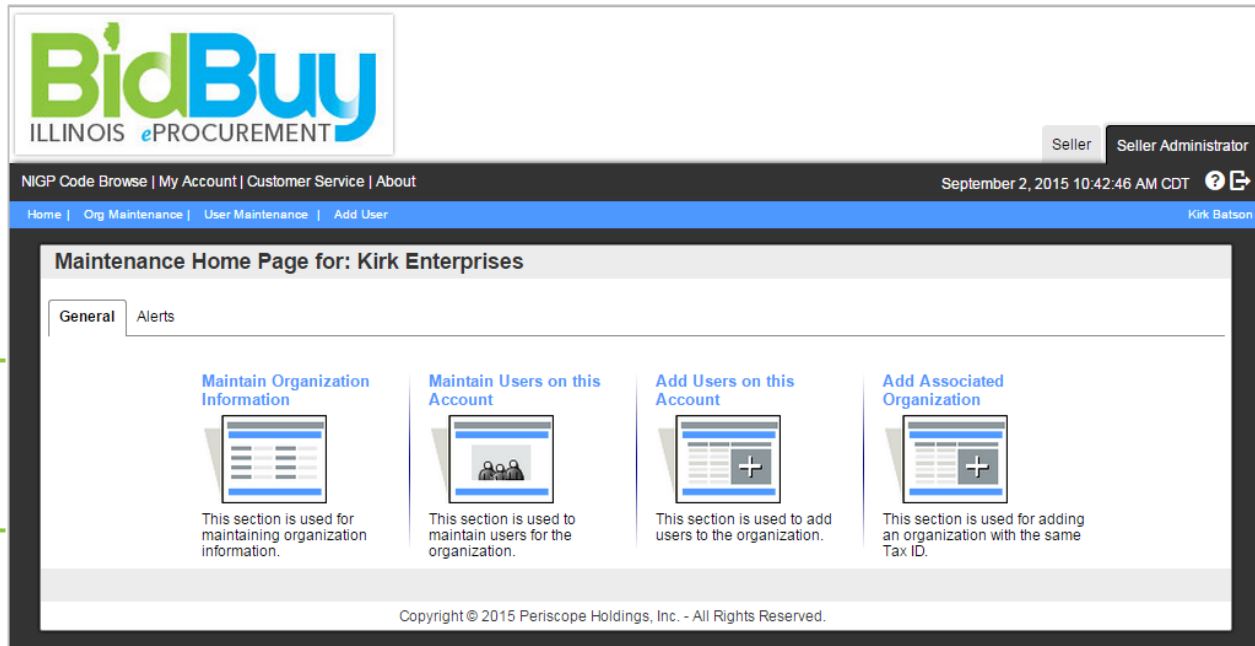 BidBuy
ILLINOIS ePROCUREMENT
Seller Seller Administrator
NIGP Code Browse | My Account | Customer Service | About September 2, 2015 10:42:46 AM CDT ?
Home | Org Maintenance | User Maintenance | Add User Kirk Batson
Maintenance Home Page for: Kirk Enterprises
General Alerts
Maintain Organization
Information
This section is used for
maintaining organization
information.
Maintain Users on this
Account
This section is used to
maintain users for the
organization.
Add Users on this
Account
This section is used to add
users to the organization.
Add Associated
Organization
This section is used for adding
an organization with the same
Tax ID.
Copyright © 2015 Periscope Holdings, Inc. - All Rights Reserved.